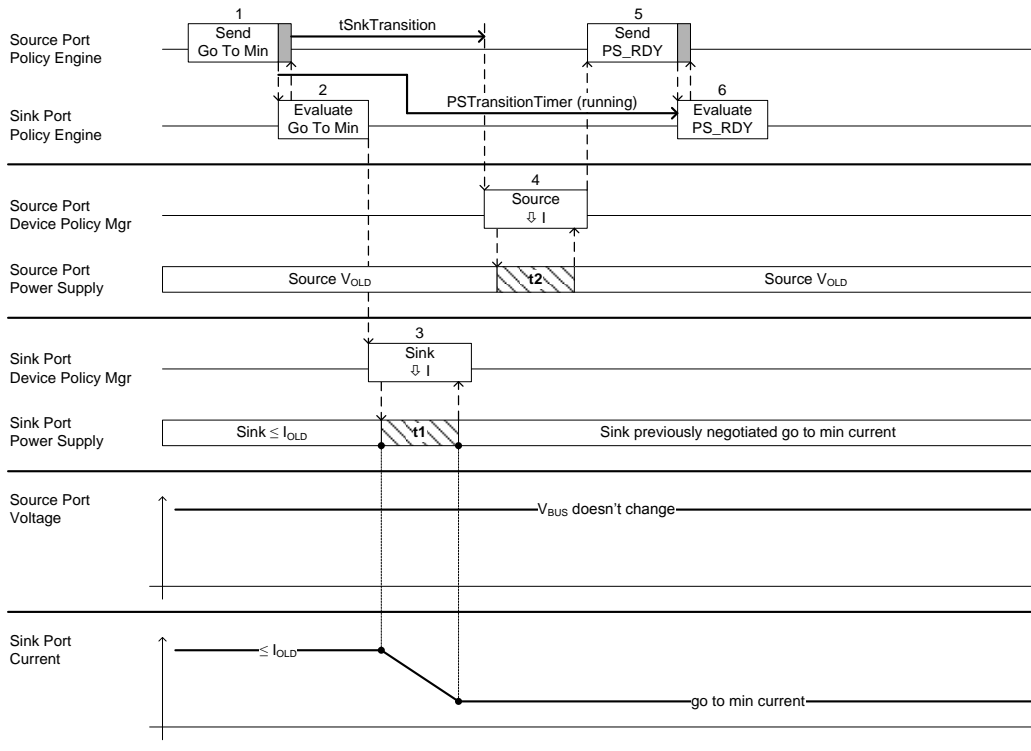 1
5
Source Port
Policy Engine
Send
Go To Min
tSnkTransition
Send
PS_RDY
2
PSTransitionTimer (running)
6
Sink Port
Policy Engine
Evaluate
Go To Min
Evaluate
PS_RDY
4
Source Port
Device Policy Mgr
Source
⇩ I
Source Port
Power Supply
Source VOLD
t2
Source VOLD
3
Sink Port
Device Policy Mgr
Sink
⇩ I
Sink Port
Power Supply
Sink ≤ IOLD
t1
Sink previously negotiated go to min current
Source Port
Voltage
VBUS doesn't change
Sink Port
Current
≤ IOLD
go to min current